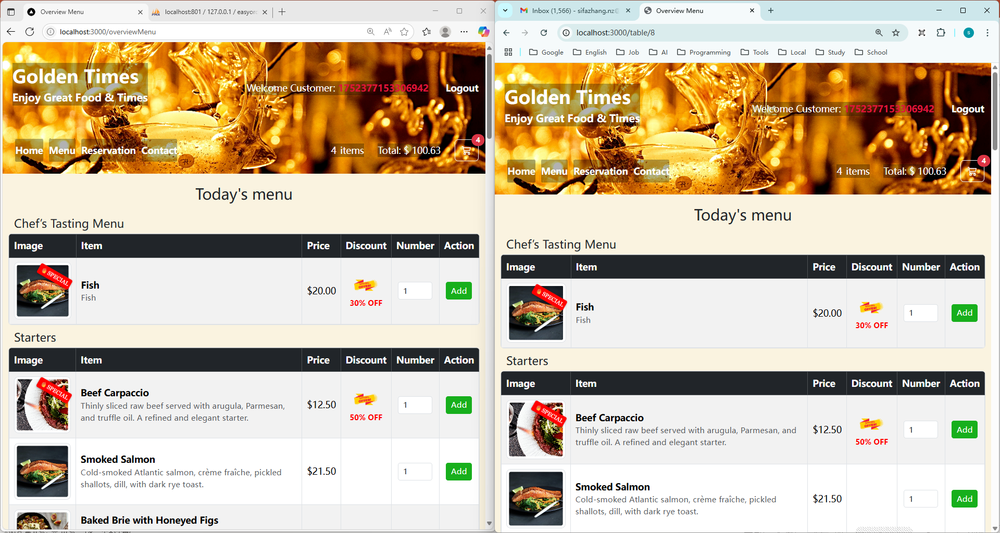 Overview Menu
localhost:801 / 127.0.0.1 / easyor
localhost:3000/overviewMenu
Golden Times
Enjoy Great Food & Times
Welcome Customer: 1752377153306942
Logout
Home Menu Reservation Contact
4 items
Total: $ 100.63
4
Today's menu
Chef's Tasting Menu
Image Item Price Discount Number Action
SPECIAL
Fish
Fish
$20.00
SPECIAL OFFER!
30% OFF
1
Add
Starters
Image Item Price Discount Number Action
SPECIAL
Beef Carpaccio
Thinly sliced raw beef served with arugula, Parmesan,
and truffle oil. A refined and elegant starter.
$12.50
SPECIAL OFFER!
50% OFF
1
Add
Smoked Salmon
Cold-smoked Atlantic salmon, crème fraîche, pickled
shallots, dill, with dark rye toast.
$21.50
1
Add
Baked Brie with Honeyed Figs
Inbox (1,566) - sifazhang.nz@
Overview Menu
localhost:3000/table/8
s
Google English Job AI Programming Tools Local Study School
Golden Times
Enjoy Great Food & Times
Welcome Customer: 1752377153306942
Logout
Home Menu Reservation Contact
4 items
Total: $ 100.63
4
Today's menu
Chef's Tasting Menu
Image Item Price Discount Number Action
SPECIAL
Fish
Fish
$20.00
SPECIAL OFFER!
30% OFF
1
Add
Starters
Image Item Price Discount Number Action
SPECIAL
Beef Carpaccio
Thinly sliced raw beef served with arugula, Parmesan, and
truffle oil. A refined and elegant starter.
$12.50
SPECIAL OFFER!
50% OFF
1
Add
Smoked Salmon
Cold-smoked Atlantic salmon, crème fraîche, pickled
shallots, dill, with dark rye toast.
$21.50
1
Add